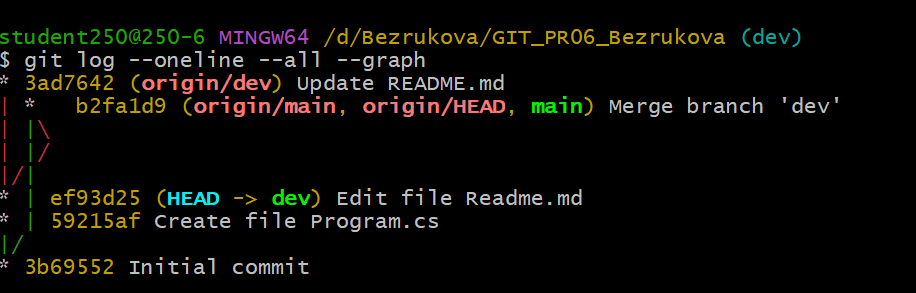 student250@250-6 MINGW64 /d/Bezrukova/GIT_PR06_Bezrukova (dev)
$ git log --oneline --all --graph
* 3ad7642 (origin/dev) Update README.md
| *   b2fa1d9 (origin/main, origin/HEAD, main) Merge branch 'dev'
| |\
| |/
|/|
* | ef93d25 (HEAD -> dev) Edit file Readme.md
* | 59215af Create file Program.cs
|/
* 3b69552 Initial commit